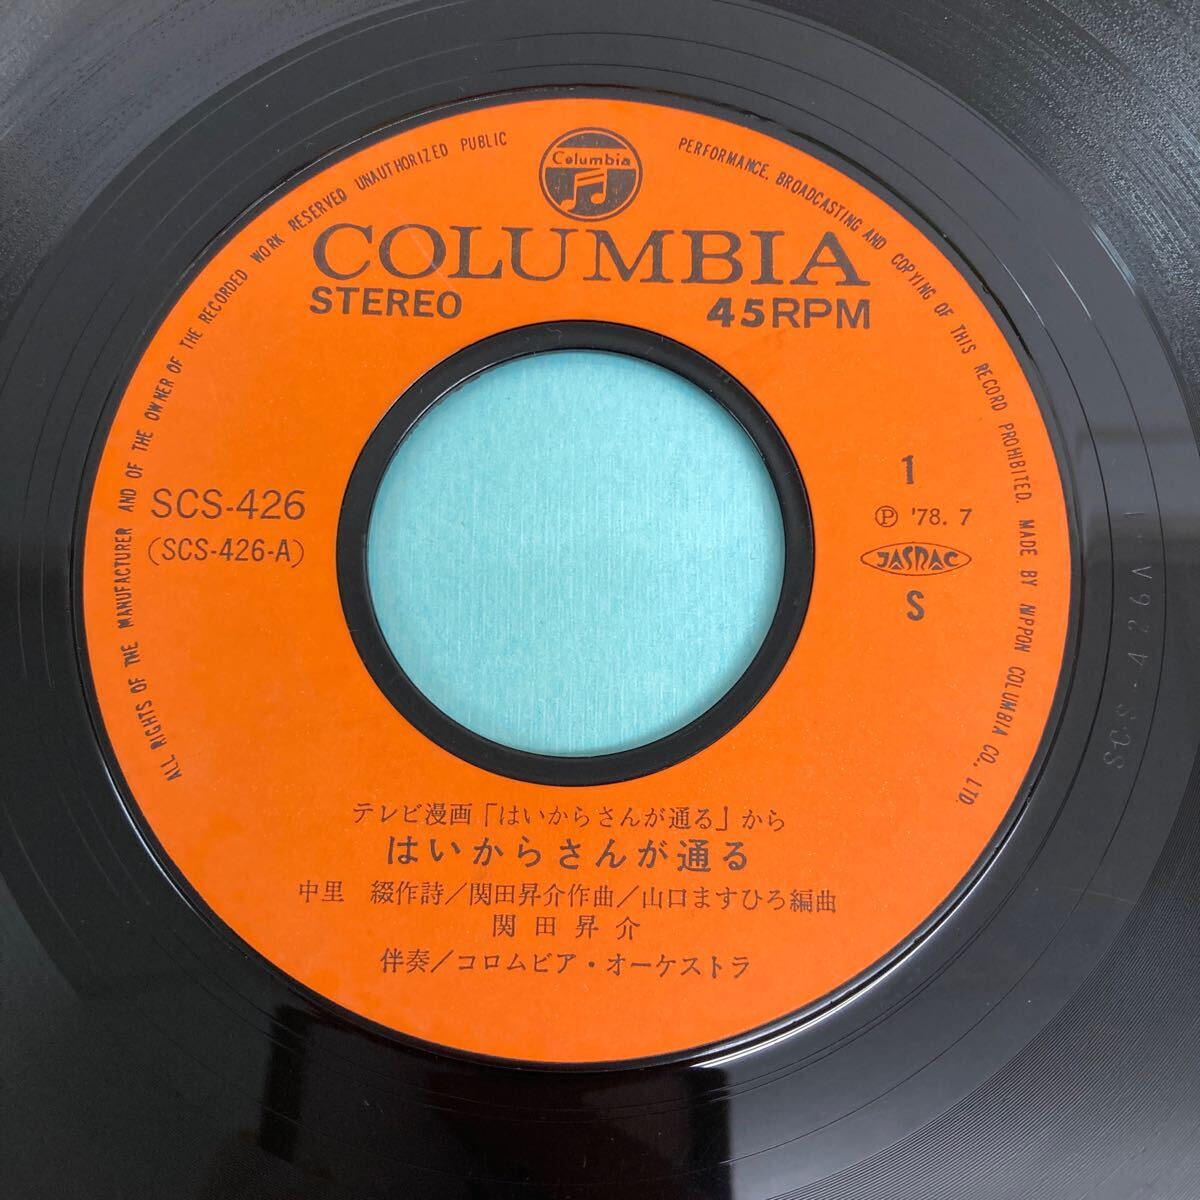 ALL RIGHTS OF THE MANUFACTURER AND OF THE OWNER OF THE RECORDED WORK RESERVED UNAUTHORIZED PUBLIC PERFORMANCE, BROADCASTING AND COPYING OF THIS RECORD PROHIBITED. MADE BY NIPPON COLUMBIA CO., LTD.
Columbia
COLUMBIA
STEREO 45RPM
SCS-426
(SCS-426-A)
1
Ⓟ '78. 7
JASRAC
S
テレビ漫画「はいからさんが通る」から
はいからさんが通る
中里 綴作詩/関田昇介作曲/山口ますひろ編曲
関田昇介
伴奏/コロムビア・オーケストラ
SCS-426A